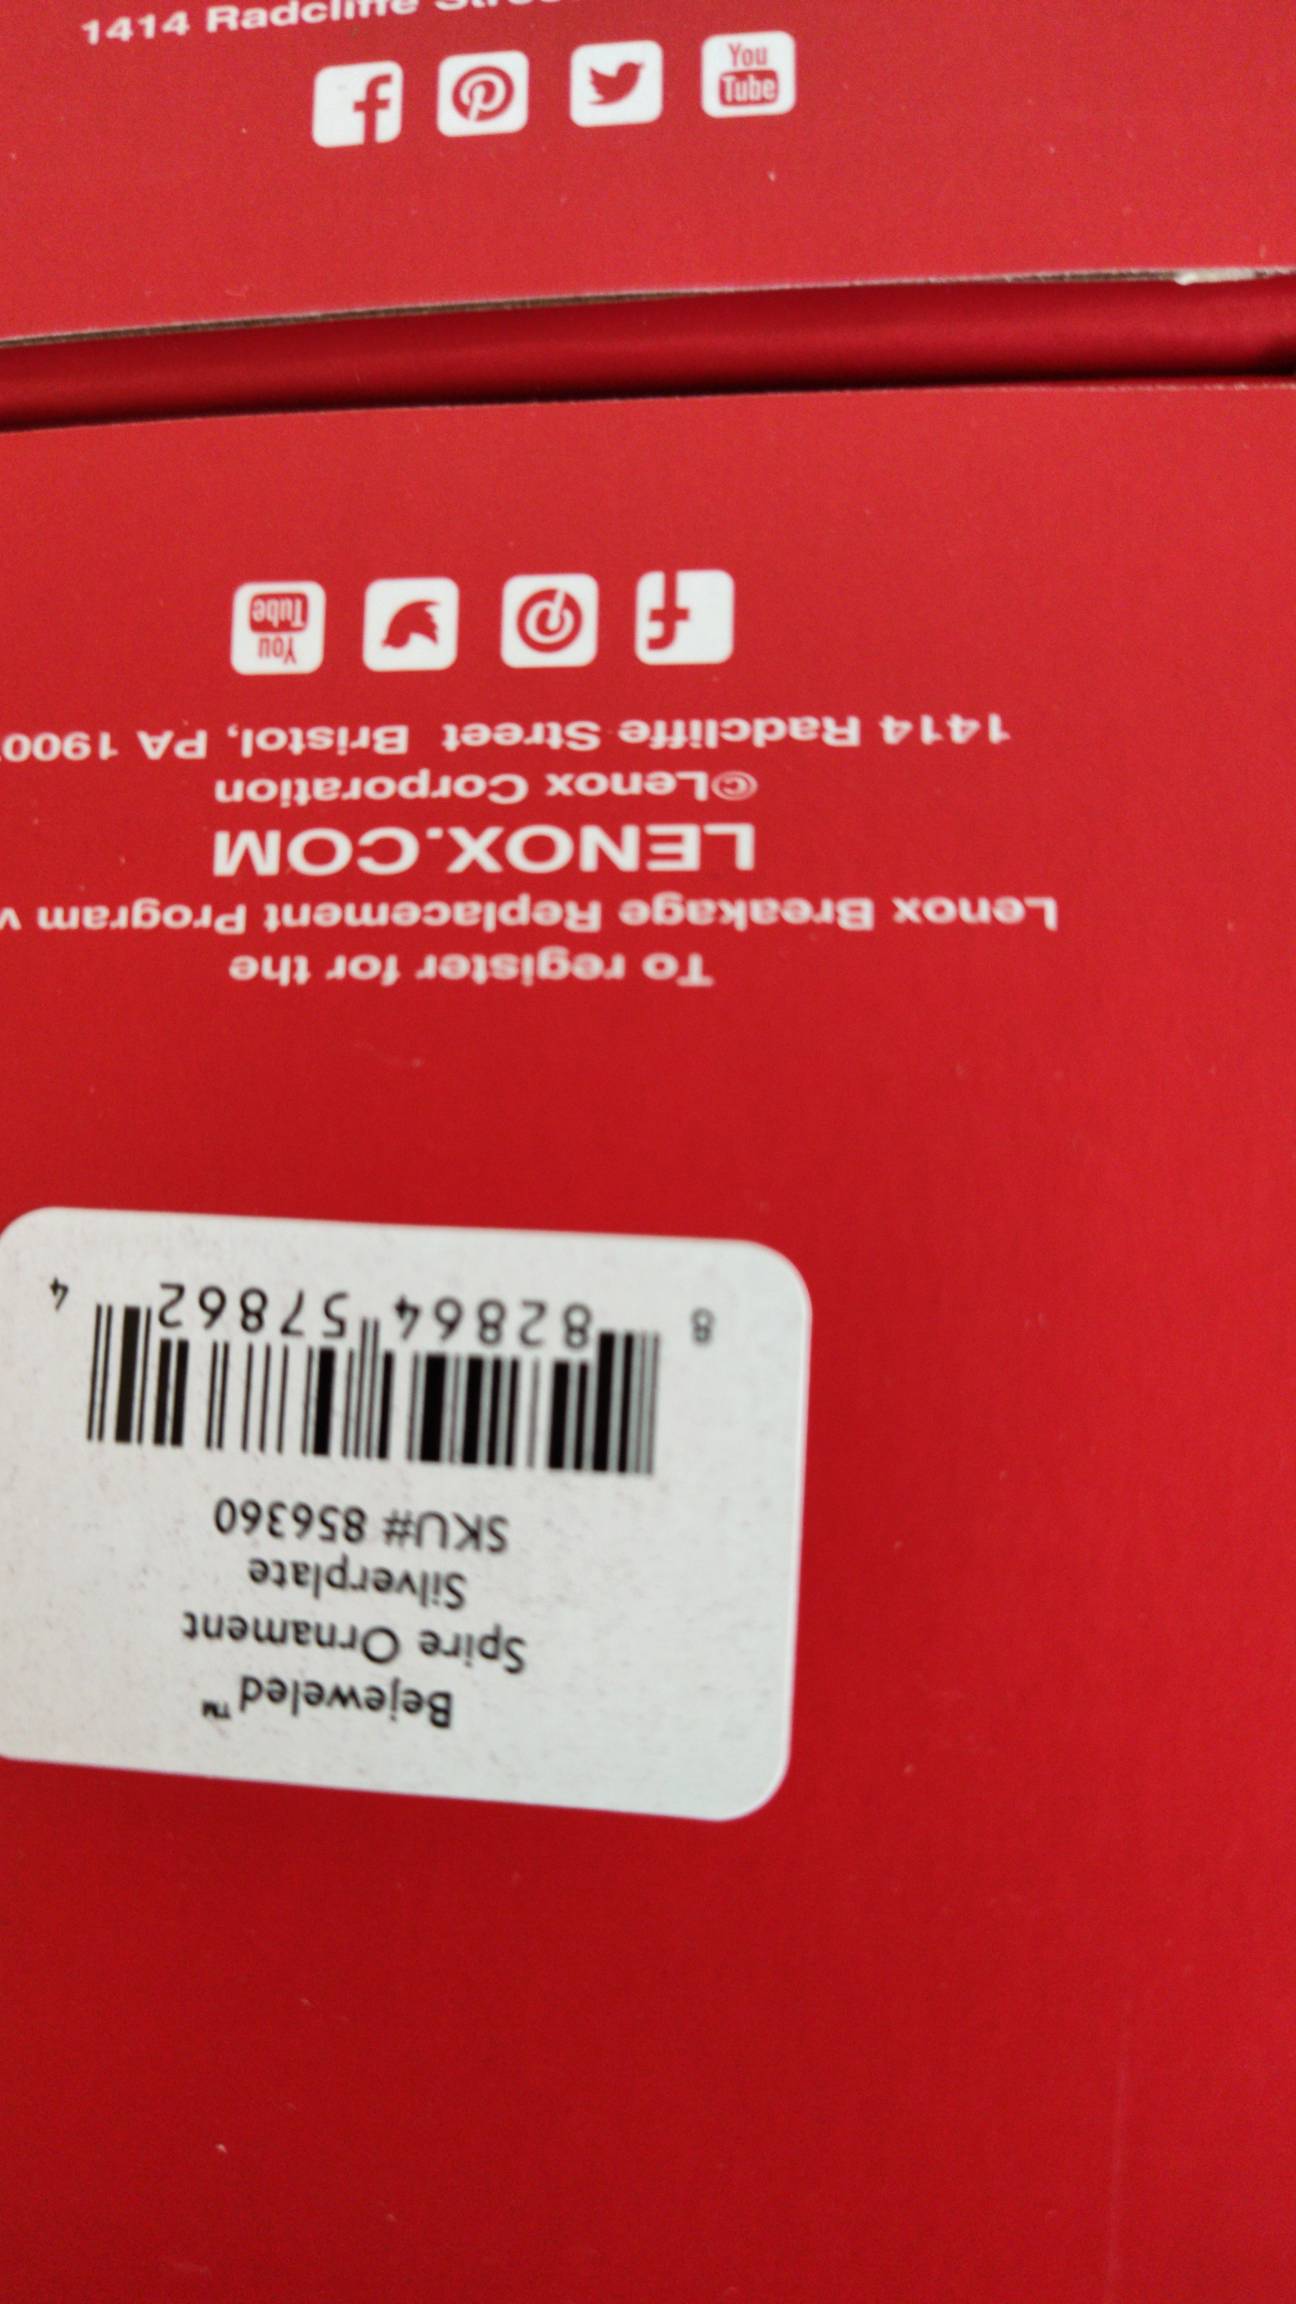 1414 Radcliffe
You
Tube
Bejeweled™
Spire Ornament
Silverplate
SKU# 856360
8 82864 57862 4
To register for the
Lenox Breakage Replacement Program
LENOX.COM
©Lenox Corporation
1414 Radcliffe Street Bristol, PA 1900
You
Tube